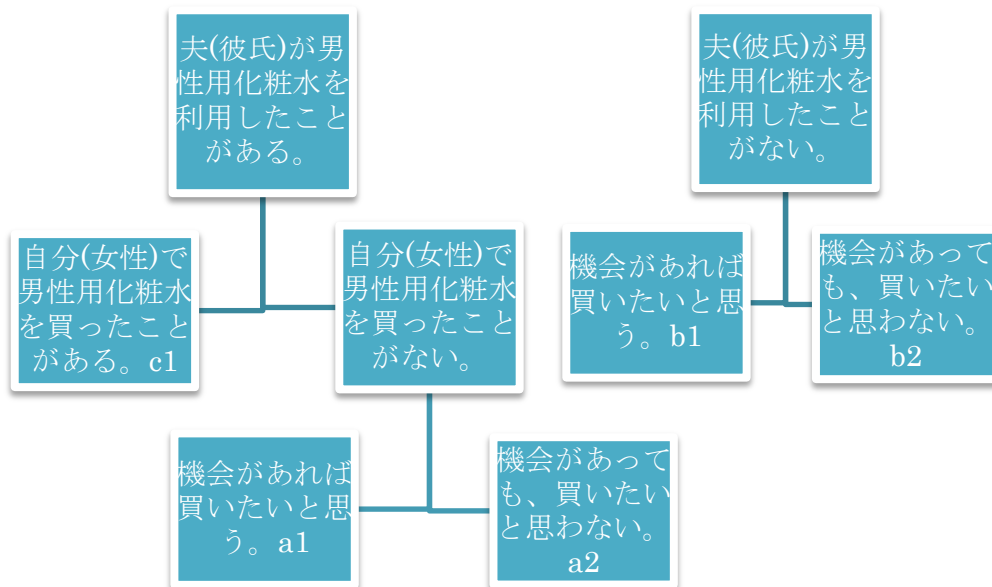 夫(彼氏)が男
性用化粧水を
利用したこと
がある。
夫(彼氏)が男
性用化粧水を
利用したこと
がない。
自分(女性)で
男性用化粧水
を買ったこと
がある。c1
自分(女性)で
男性用化粧水
を買ったこと
がない。
機会があれば
買いたいと思
う。b1
機会があって
も、買いたい
と思わない。
b2
機会があれば
買いたいと思
う。a1
機会があって
も、買いたい
と思わない。
a2